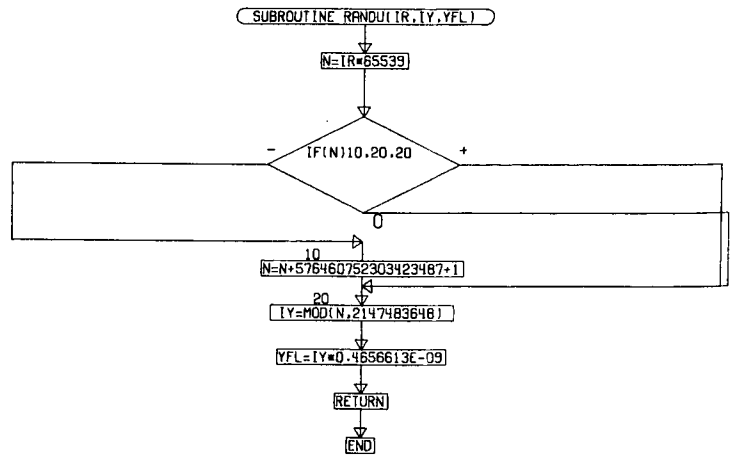 SUBROUTINE RANDU(IR,IY,YFL)
N=IR*65539
-
IF(N)10,20,20
+
0
10
N=N+576460752303423487+1
20
IY=MOD(N,2147483648)
YFL=IY*0.4656613E-09
RETURN
END